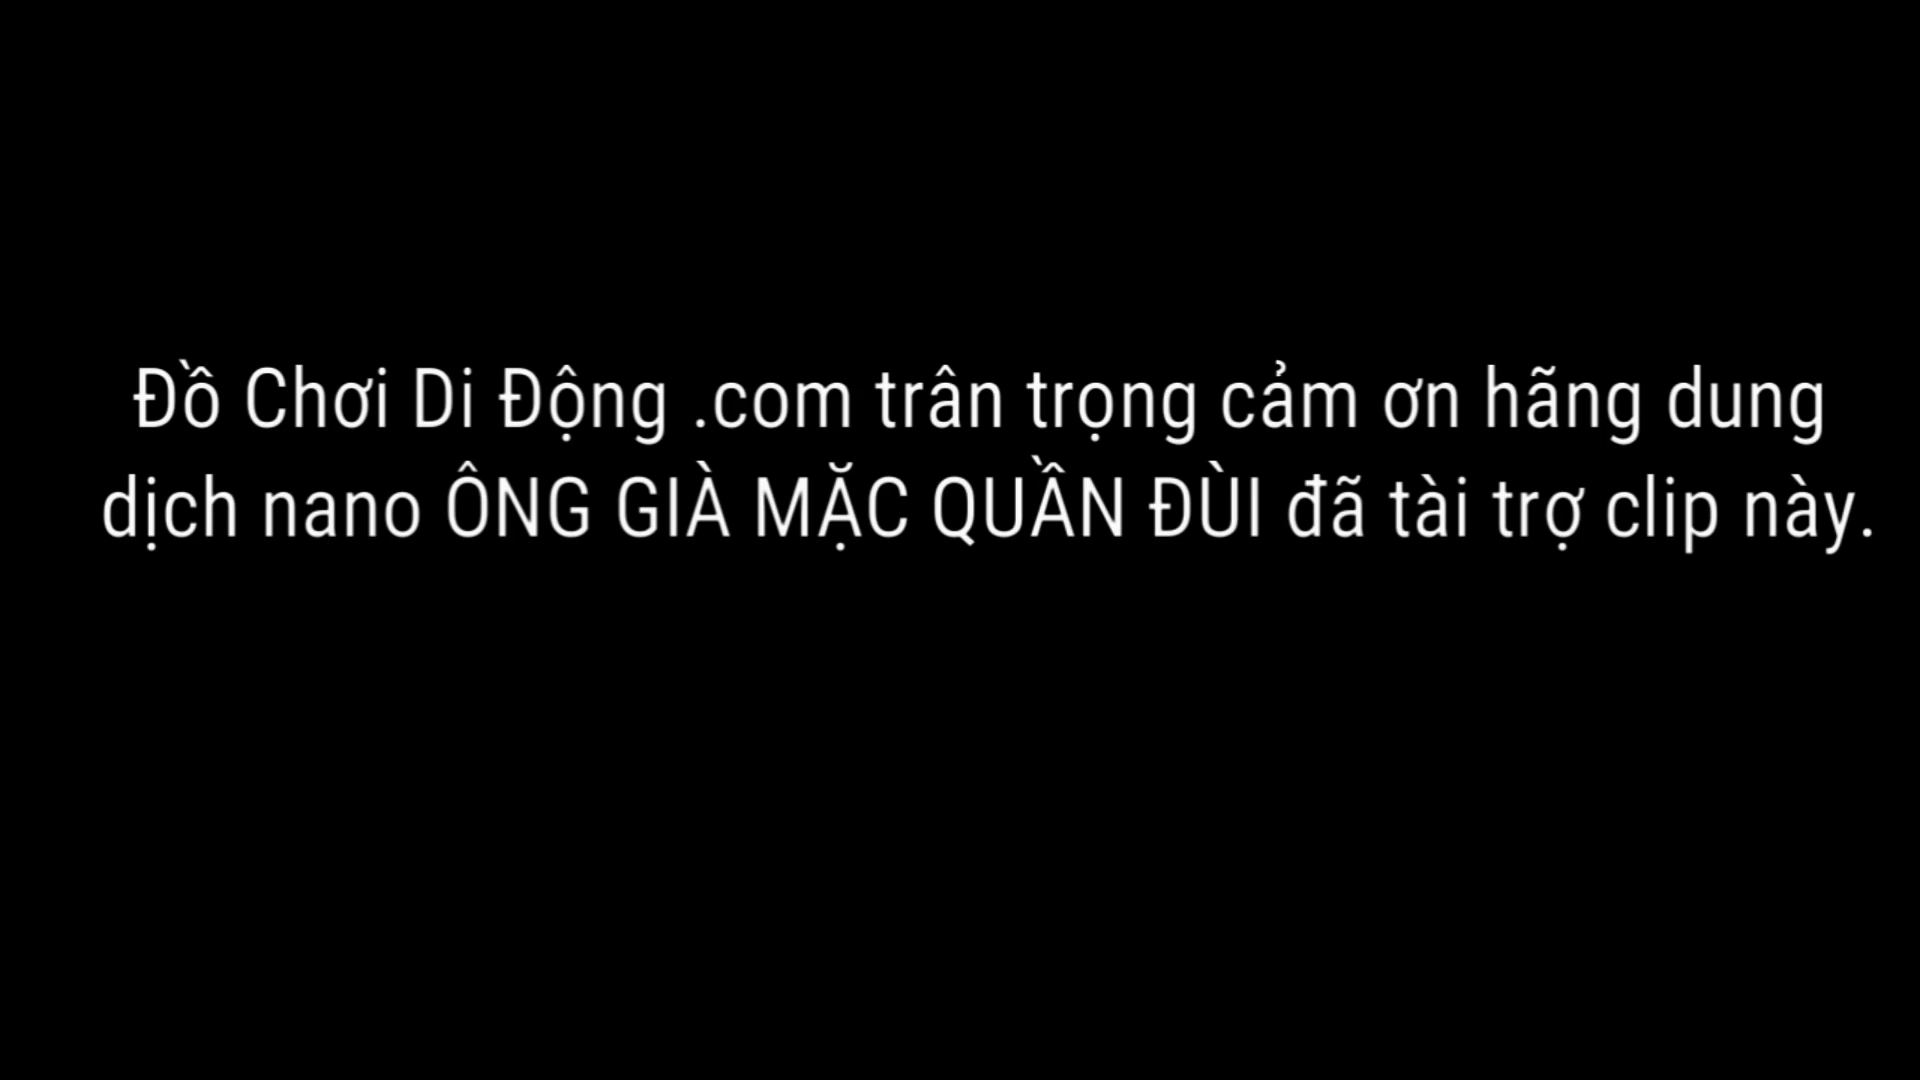 Đồ Chơi Di Động .com trân trọng cảm ơn hãng dung
dịch nano ÔNG GIÀ MẶC QUẦN ĐÙI đã tài trợ clip này.